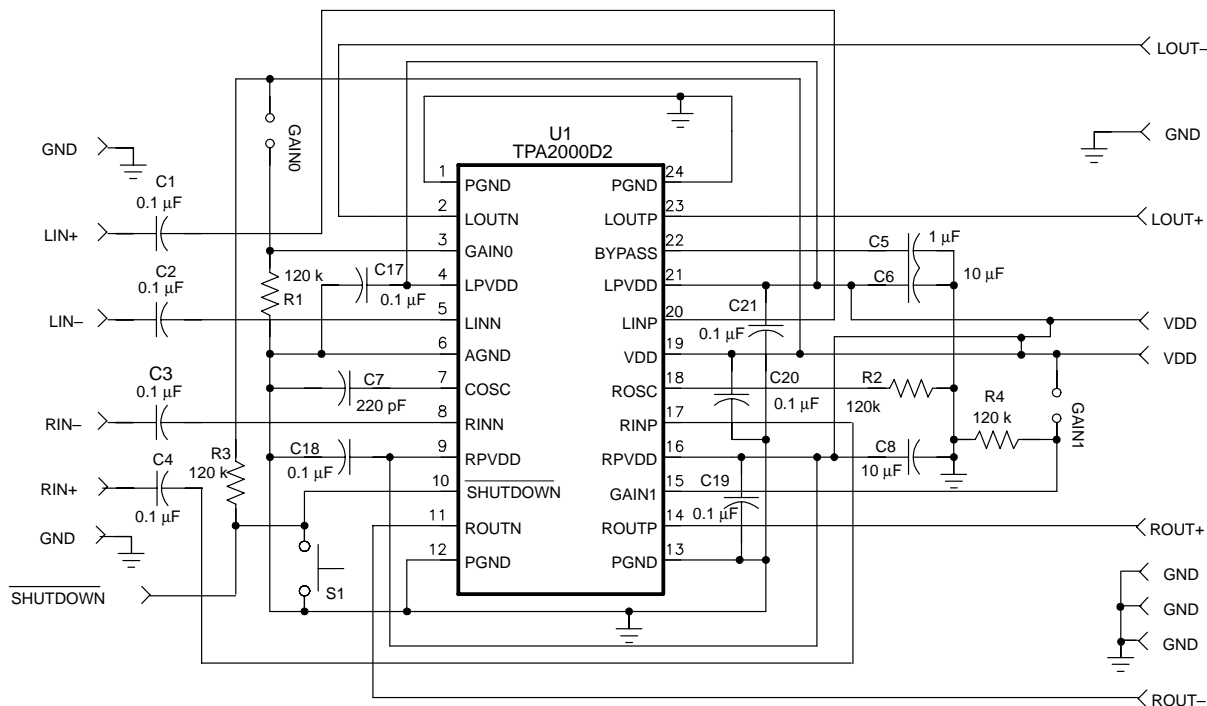 LOUT–
GND
LOUT+
VDD
VDD
ROUT+
GND
GND
GND
ROUT–
GND
LIN+
LIN–
RIN–
RIN+
GND
SHUTDOWN
C1
0.1 µF
C2
0.1 µF
C3
0.1 µF
C4
0.1 µF
GAIN0
120 k
R1
C17
0.1 µF
C7
220 pF
C18
0.1 µF
R3
120 k
S1
U1
TPA2000D2
1 PGND
2 LOUTN
3 GAIN0
4 LPVDD
5 LINN
6 AGND
7 COSC
8 RINN
9 RPVDD
10 SHUTDOWN
11 ROUTN
12 PGND
24 PGND
23 LOUTP
22 BYPASS
21 LPVDD
20 LINP
19 VDD
18 ROSC
17 RINP
16 RPVDD
15 GAIN1
14 ROUTP
13 PGND
C5
1 µF
C6
10 µF
C21
0.1 µF
C20
0.1 µF
R2
120k
R4
120 k
GAIN1
C8
10 µF
C19
0.1 µF